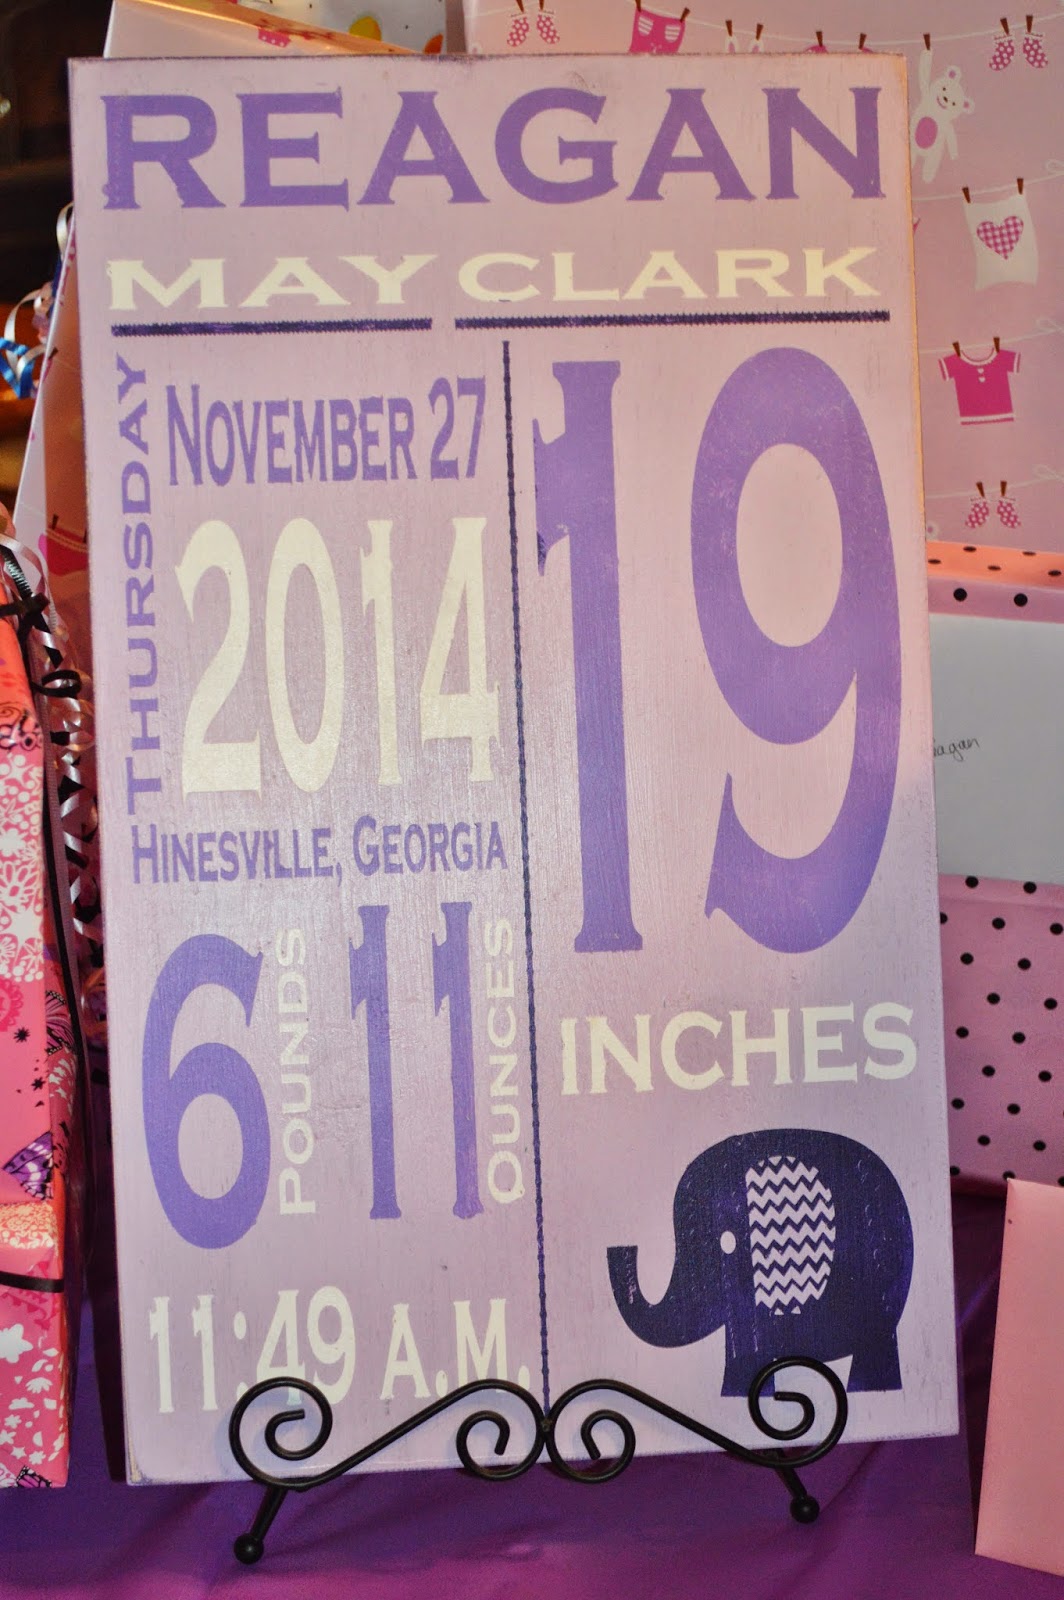 REAGAN
MAY CLARK
THURSDAY
NOVEMBER 27
2014
HINESVILLE, GEORGIA
6 POUNDS 11 OUNCES
11:49 A.M.
19
INCHES